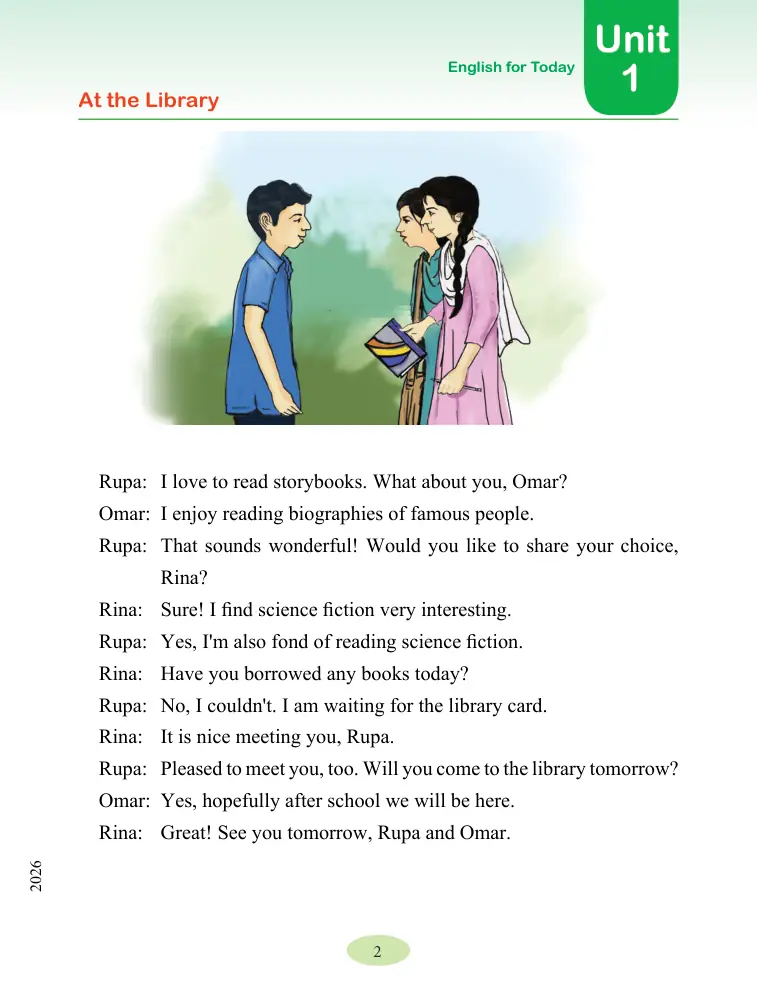 Unit
1
English for Today
At the Library
Rupa: I love to read storybooks. What about you, Omar?
Omar: I enjoy reading biographies of famous people.
Rupa: That sounds wonderful! Would you like to share your choice,
Rina?
Rina: Sure! I find science fiction very interesting.
Rupa: Yes, I'm also fond of reading science fiction.
Rina: Have you borrowed any books today?
Rupa: No, I couldn't. I am waiting for the library card.
Rina: It is nice meeting you, Rupa.
Rupa: Pleased to meet you, too. Will you come to the library tomorrow?
Omar: Yes, hopefully after school we will be here.
Rina: Great! See you tomorrow, Rupa and Omar.
2026
2